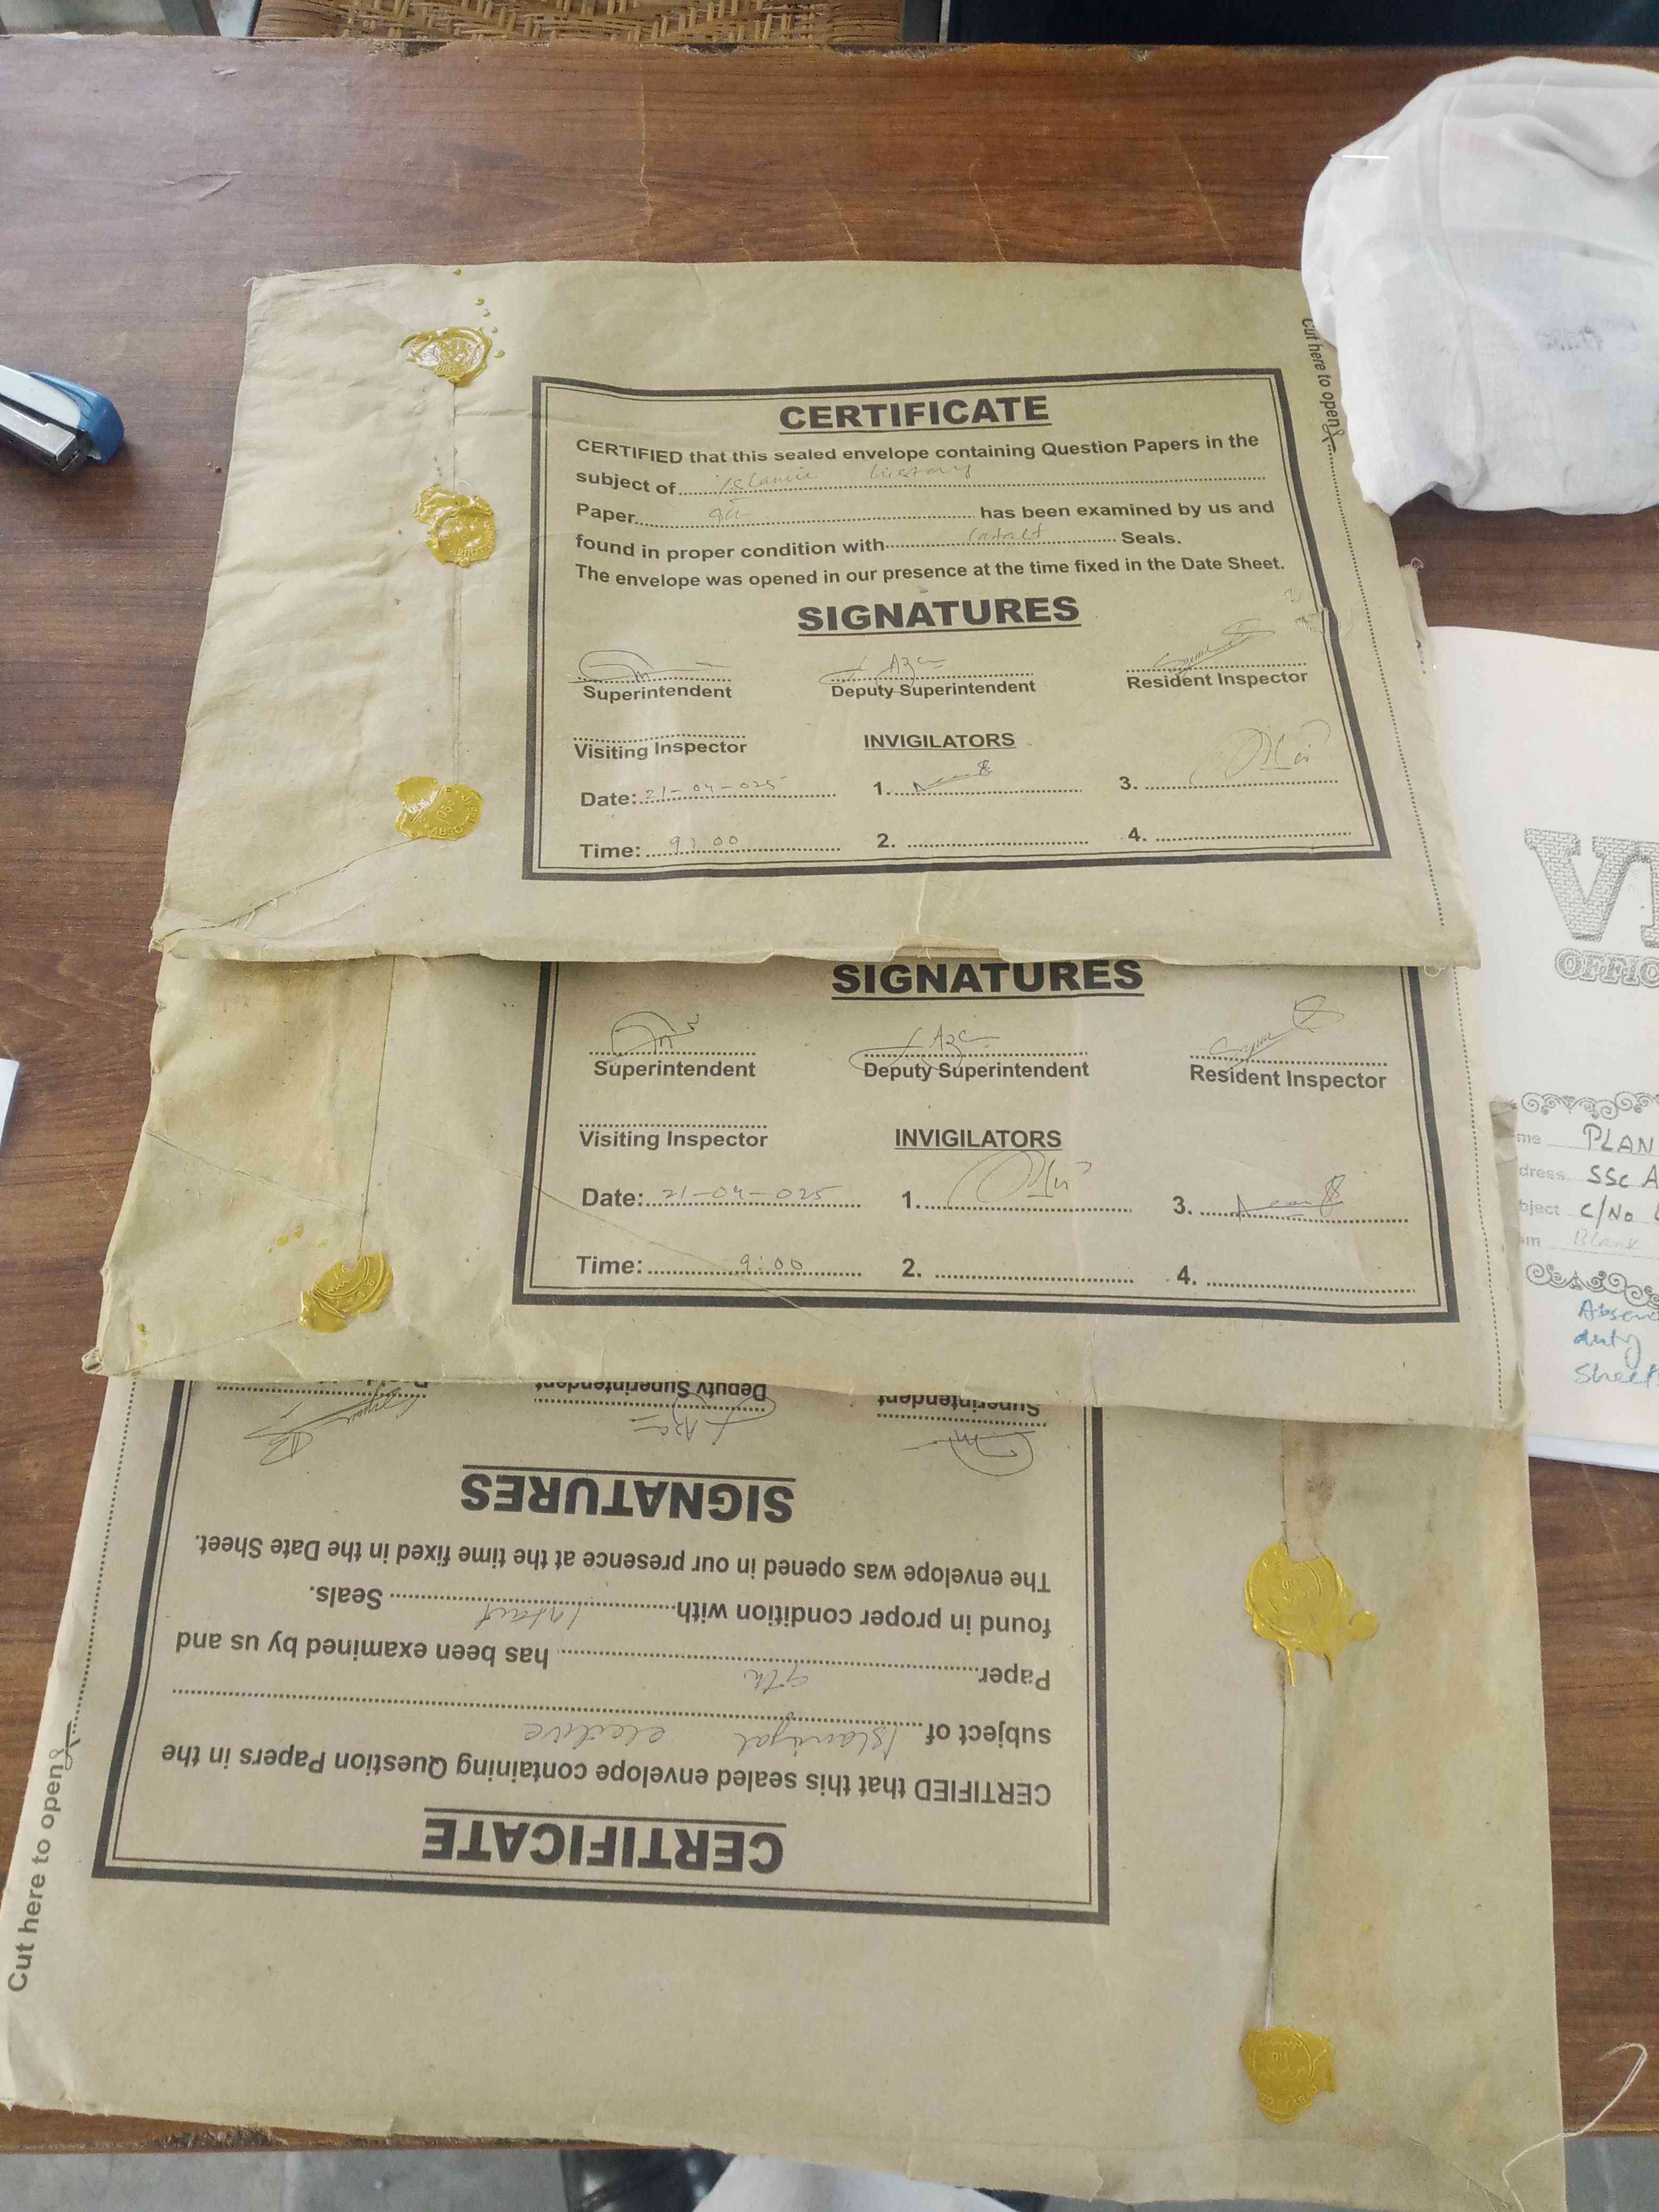 Cut here to open
CERTIFICATE
CERTIFIED that this sealed envelope containing Question Papers in the
subject of Islamic history
Paper has been examined by us and
found in proper condition with Intact Seals.
The envelope was opened in our presence at the time fixed in the Date Sheet.
SIGNATURES
Superintendent Deputy Superintendent Resident Inspector
Visiting Inspector INVIGILATORS
Date: 21-04-025 1. 3.
Time: 9:00 2. 4.
SIGNATURES
Superintendent Deputy Superintendent Resident Inspector
Visiting Inspector INVIGILATORS
Date: 21-04-025 1. 3.
Time: 9:00 2. 4.
Cut here to open
CERTIFICATE
CERTIFIED that this sealed envelope containing Question Papers in the
subject of Islamiyat elective
Paper 9th has been examined by us and
found in proper condition with Intact Seals.
The envelope was opened in our presence at the time fixed in the Date Sheet.
SIGNATURES
Superintendent Deputy Superintendent
PLAN
SSC A
C/No
Blank
duty
Sheet